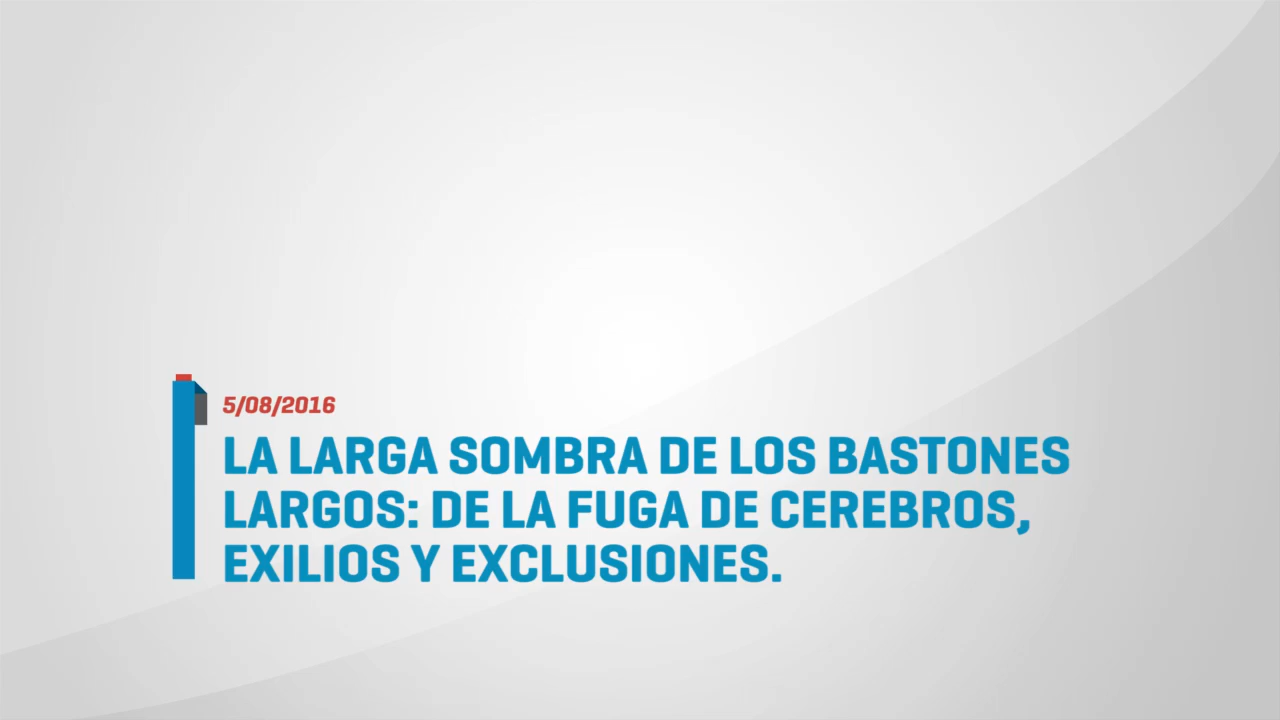 5/08/2016
LA LARGA SOMBRA DE LOS BASTONES
LARGOS: DE LA FUGA DE CEREBROS,
EXILIOS Y EXCLUSIONES.